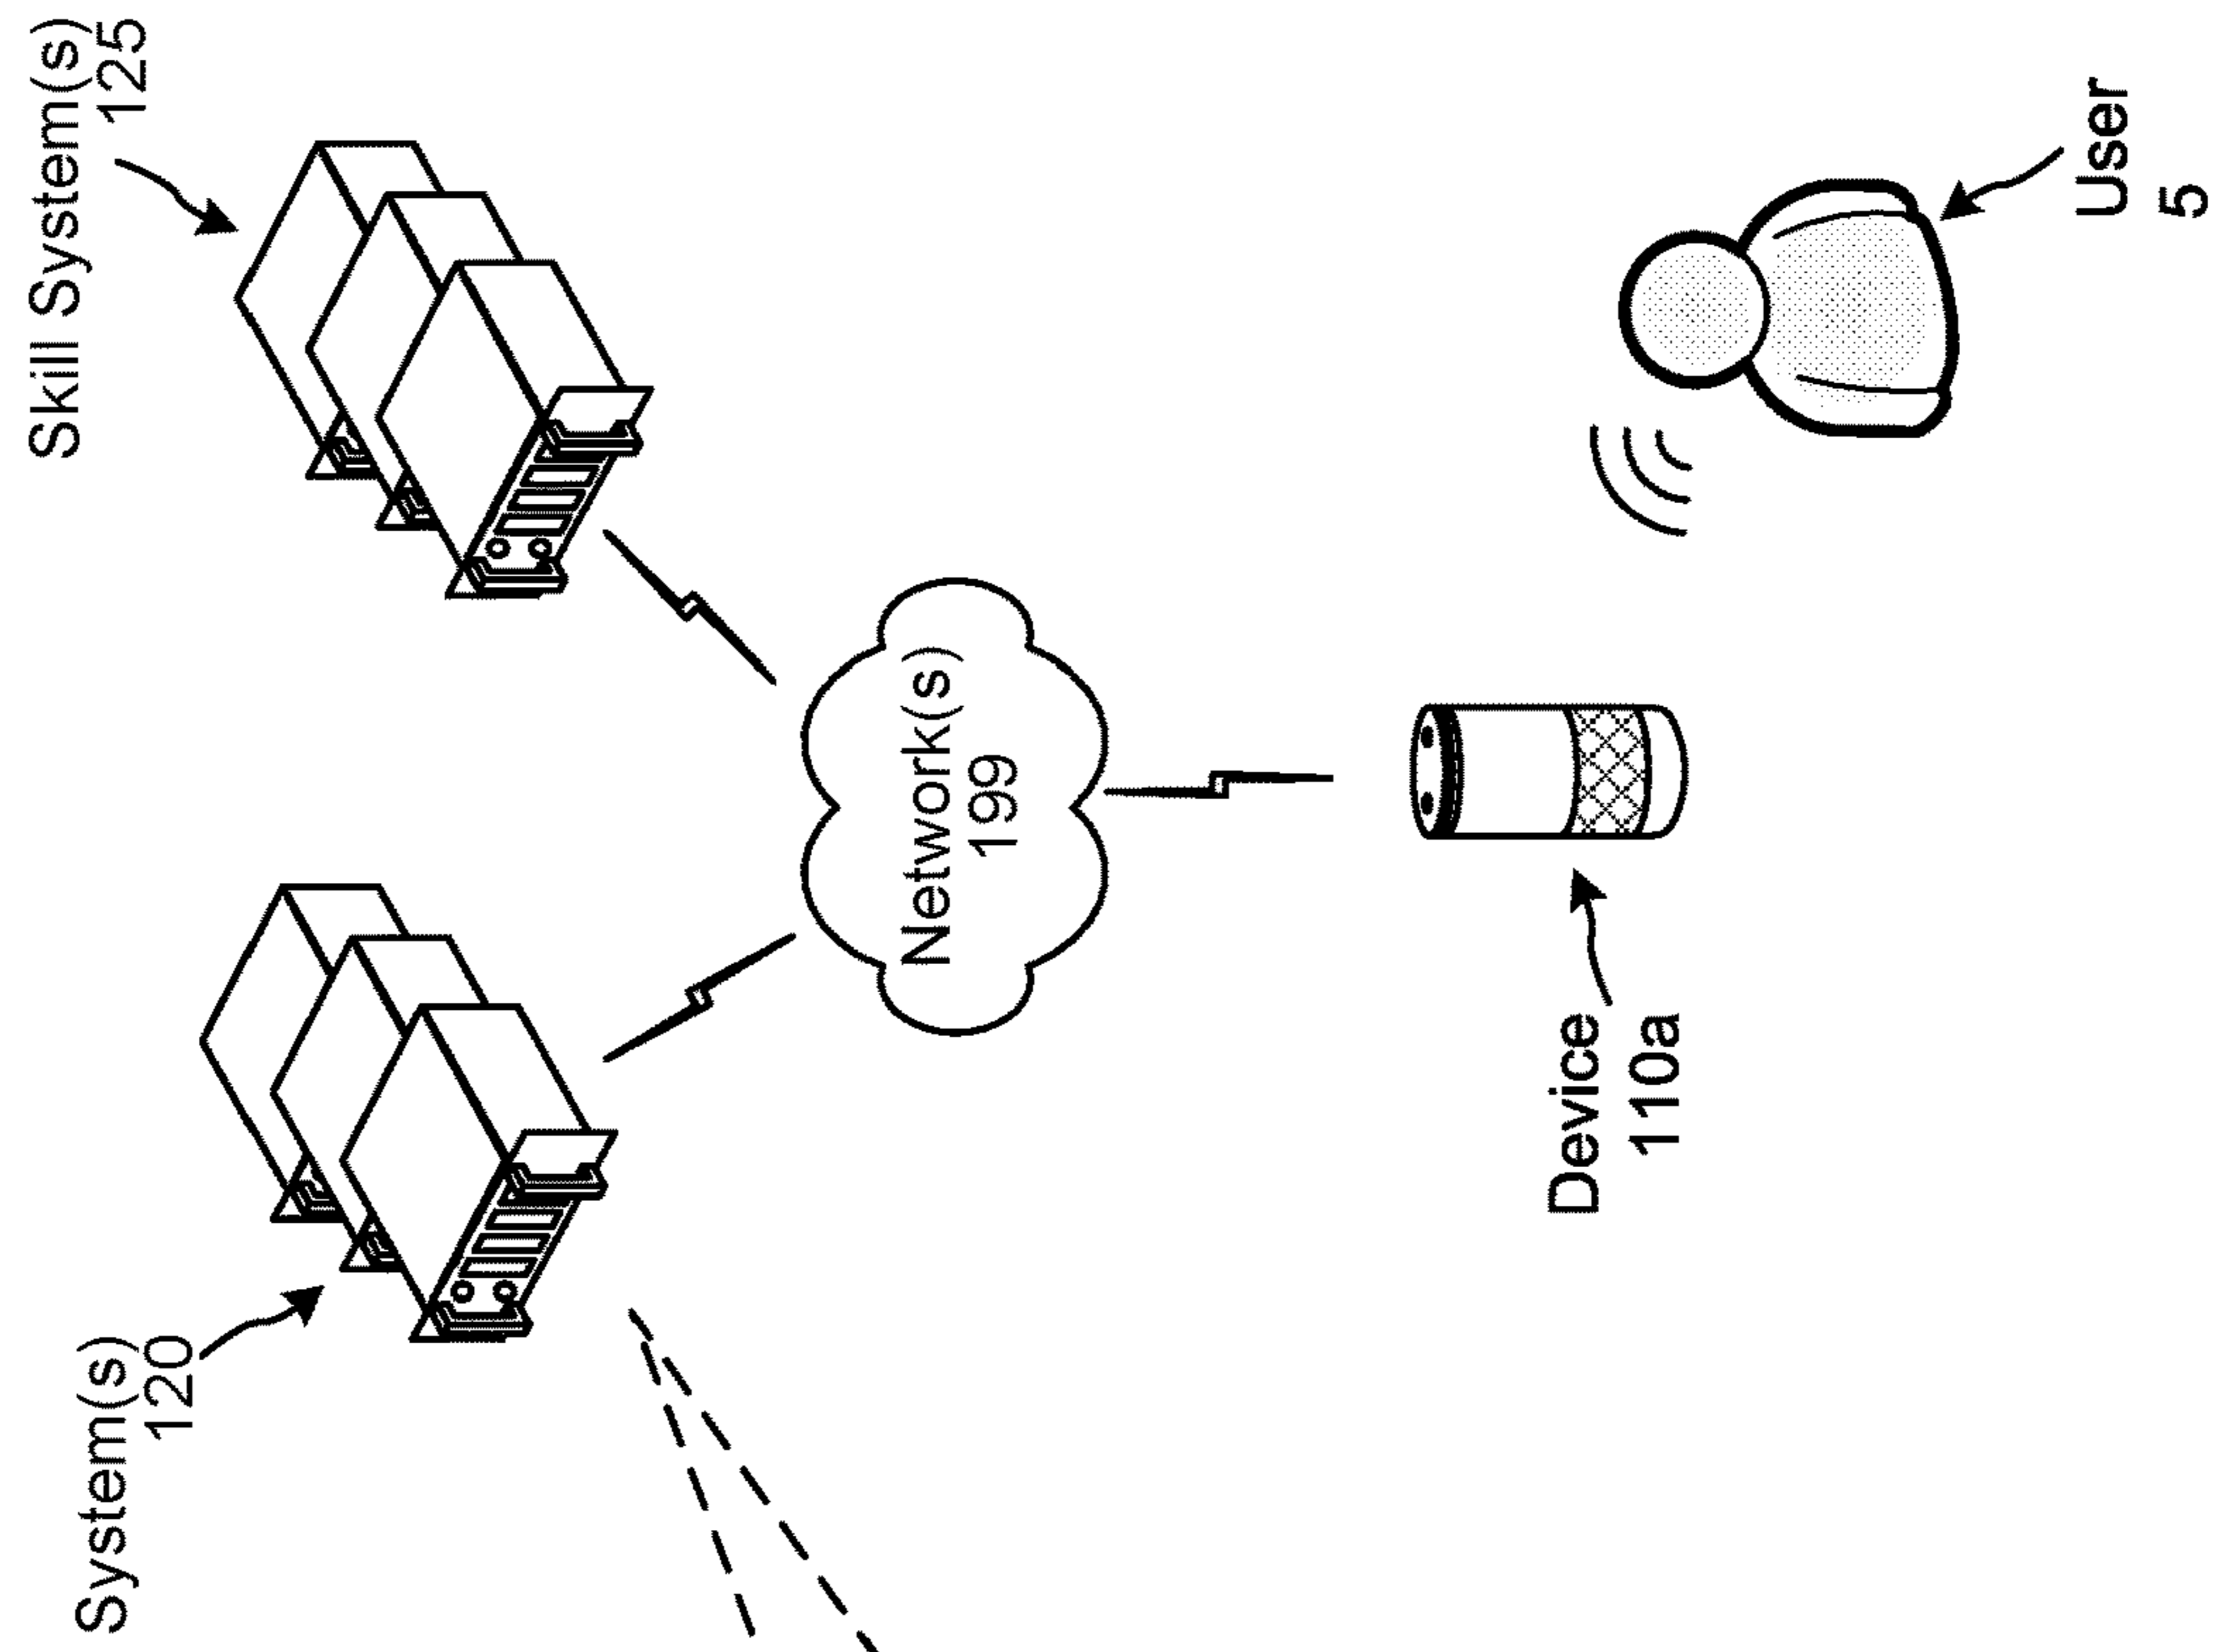 System(s)
120
Skill System(s)
125
Network(s)
199
Device
110a
User
5